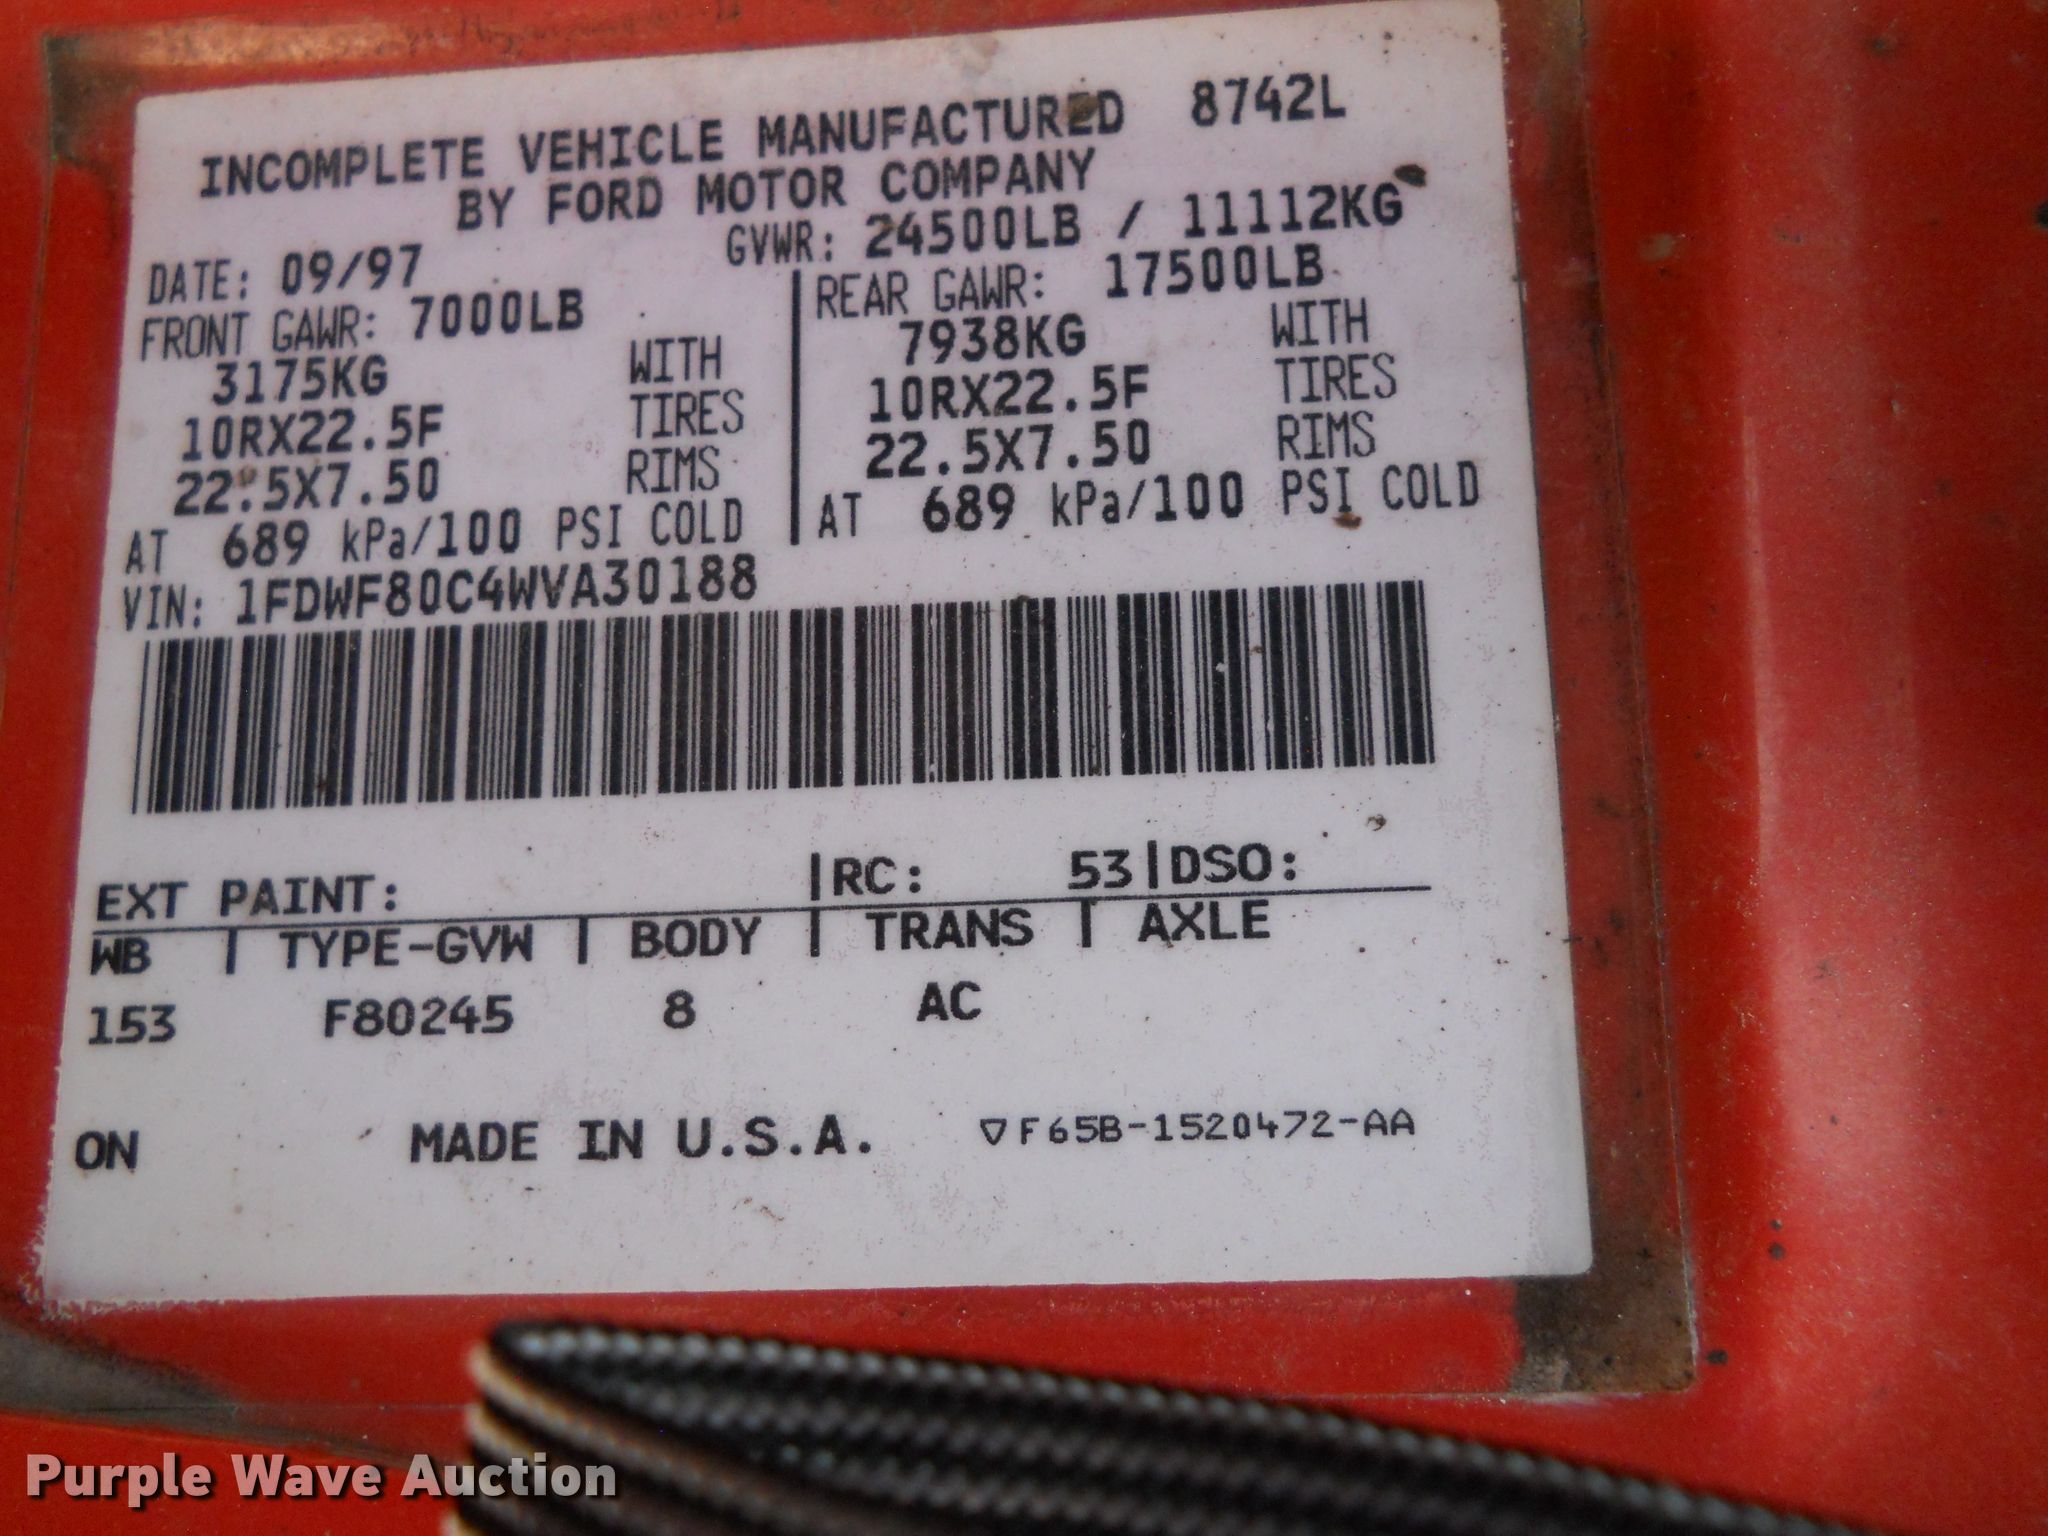 INCOMPLETE VEHICLE MANUFACTURED 8742L
BY FORD MOTOR COMPANY
DATE: 09/97 GVWR: 24500LB / 11112KG
FRONT GAWR: 7000LB REAR GAWR: 17500LB
3175KG WITH 7938KG WITH
10RX22.5F TIRES 10RX22.5F TIRES
22.5X7.50 RIMS 22.5X7.50 RIMS
AT 689 kPa/100 PSI COLD AT 689 kPa/100 PSI COLD
VIN: 1FDWF80C4WVA30188
EXT PAINT: |RC: 53|DSO:
WB | TYPE-GVW | BODY | TRANS | AXLE
153 F80245 8 AC
ON MADE IN U.S.A. ▽F65B-1520472-AA
Purple Wave Auction